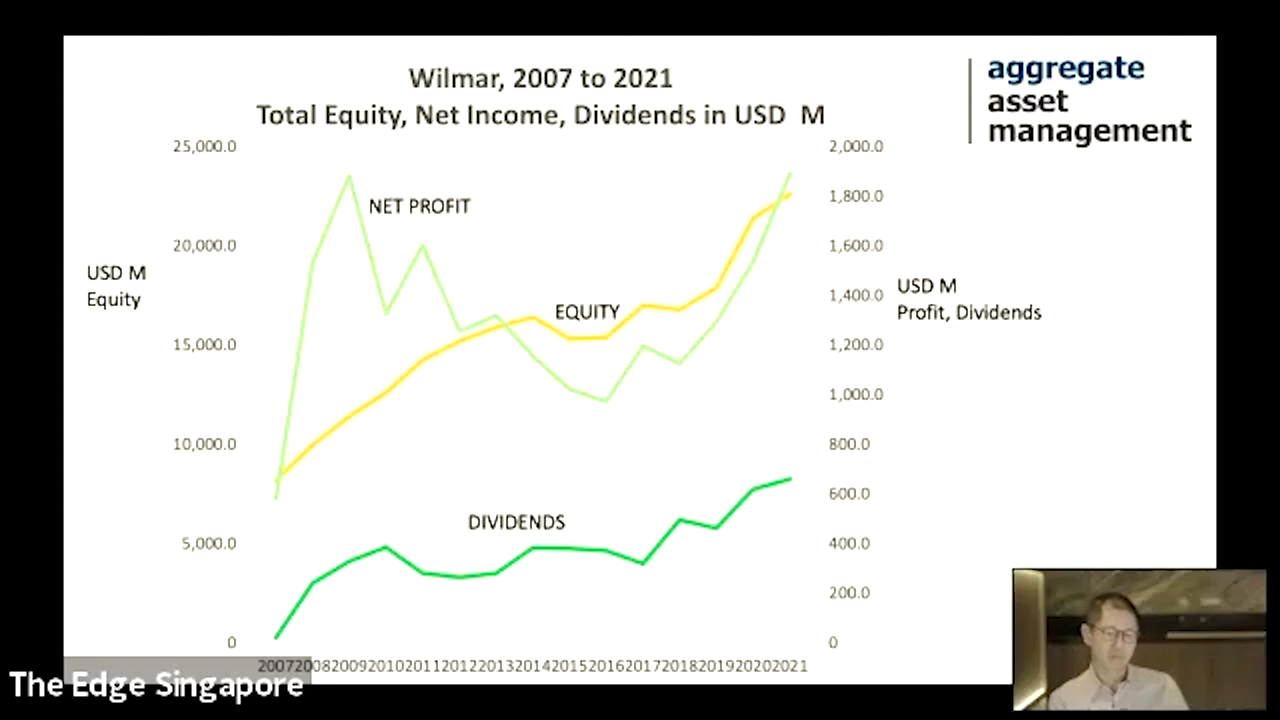 Wilmar, 2007 to 2021
Total Equity, Net Income, Dividends in USD M
aggregate
asset
management
25,000.0
20,000.0
15,000.0
10,000.0
5,000.0
0
USD M
Equity
NET PROFIT
EQUITY
DIVIDENDS
2,000.0
1,800.0
1,600.0
1,400.0
1,200.0
1,000.0
800.0
600.0
400.0
200.0
0
USD M
Profit, Dividends
2007 2008 2009 2010 2011 2012 2013 2014 2015 2016 2017 2018 2019 2020 2021
The Edge Singapore